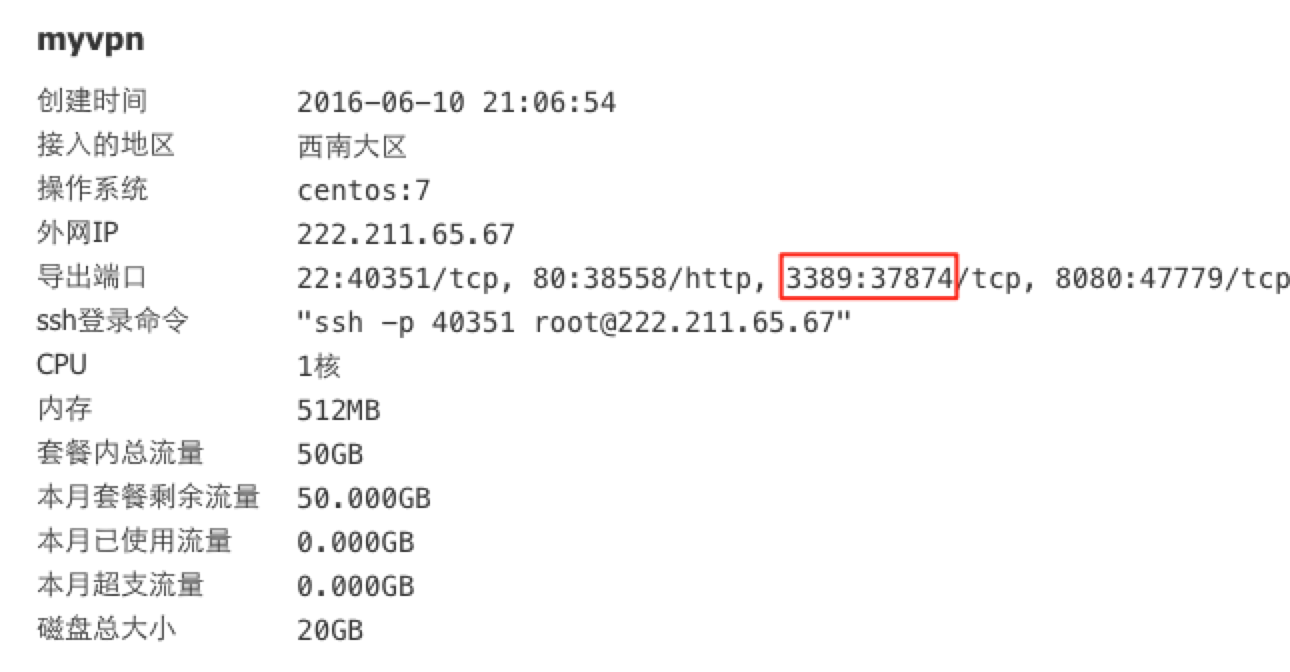 myvpn
创建时间 2016-06-10 21:06:54
接入的地区 西南大区
操作系统 centos:7
外网IP 222.211.65.67
导出端口 22:40351/tcp, 80:38558/http, 3389:37874/tcp, 8080:47779/tcp
ssh登录命令 "ssh -p 40351 root@222.211.65.67"
CPU 1核
内存 512MB
套餐内总流量 50GB
本月套餐剩余流量 50.000GB
本月已使用流量 0.000GB
本月超支流量 0.000GB
磁盘总大小 20GB